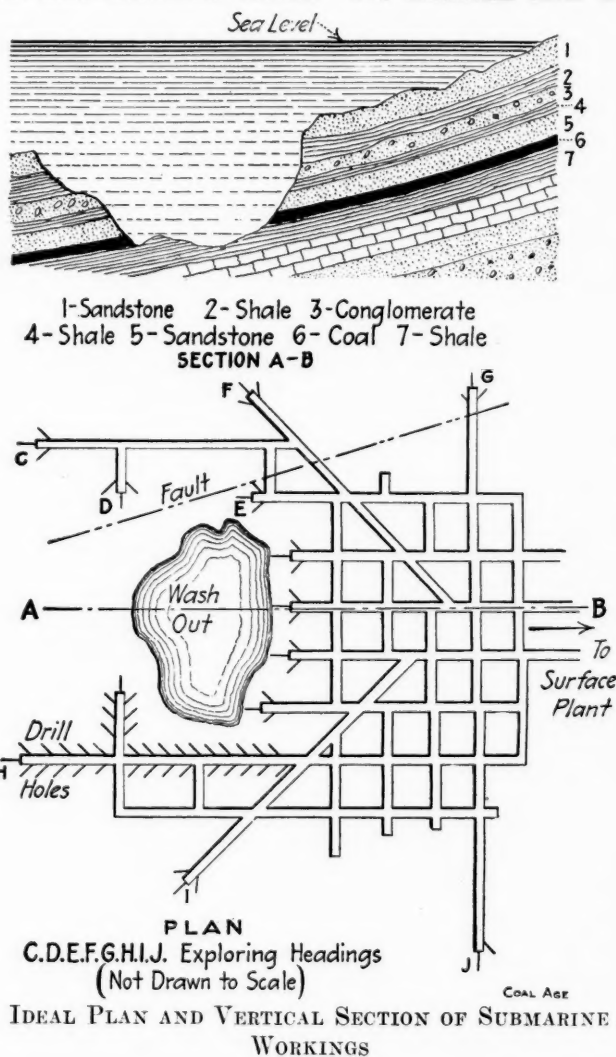 Sea Level
1
2
3
4
5
6
7
1-Sandstone 2-Shale 3-Conglomerate
4-Shale 5-Sandstone 6-Coal 7-Shale
SECTION A-B
F
G
C
D
Fault
E
A
Wash
Out
B
To
Surface
Plant
Drill
H
Holes
I
J
PLAN
C.D.E.F.G.H.I.J. Exploring Headings
(Not Drawn to Scale)
COAL AGE
IDEAL PLAN AND VERTICAL SECTION OF SUBMARINE
WORKINGS